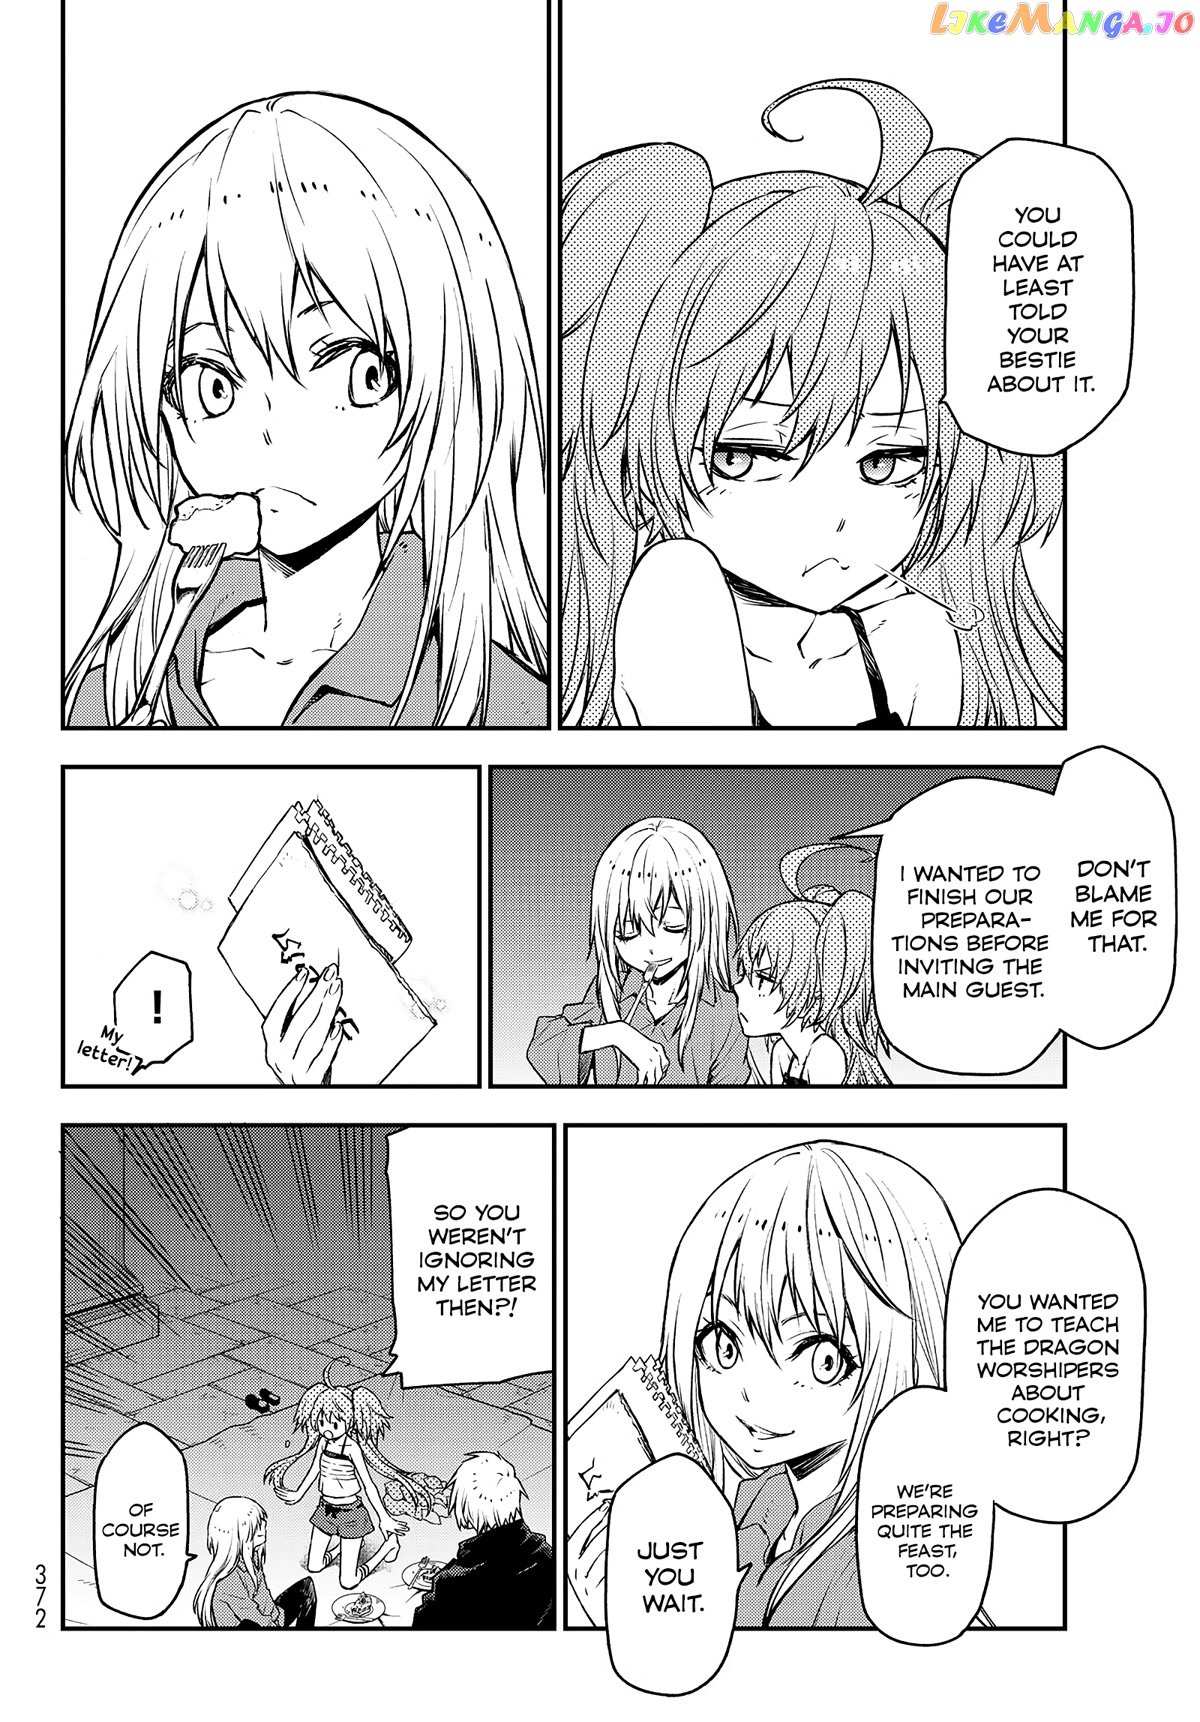 LIKEMANGA.IO
YOU
COULD
HAVE AT
LEAST
TOLD
YOUR
BESTIE
ABOUT IT.
DON'T
BLAME
ME FOR
THAT.
I WANTED TO
FINISH OUR
PREPARA-
TIONS BEFORE
INVITING THE
MAIN GUEST.
!
My
letter!
YOU WANTED
ME TO TEACH
THE DRAGON
WORSHIPERS
ABOUT
COOKING,
RIGHT?
WE'RE
PREPARING
QUITE THE
FEAST,
TOO.
JUST
YOU
WAIT.
SO YOU
WEREN'T
IGNORING
MY LETTER
THEN?!
OF
COURSE
NOT.
372